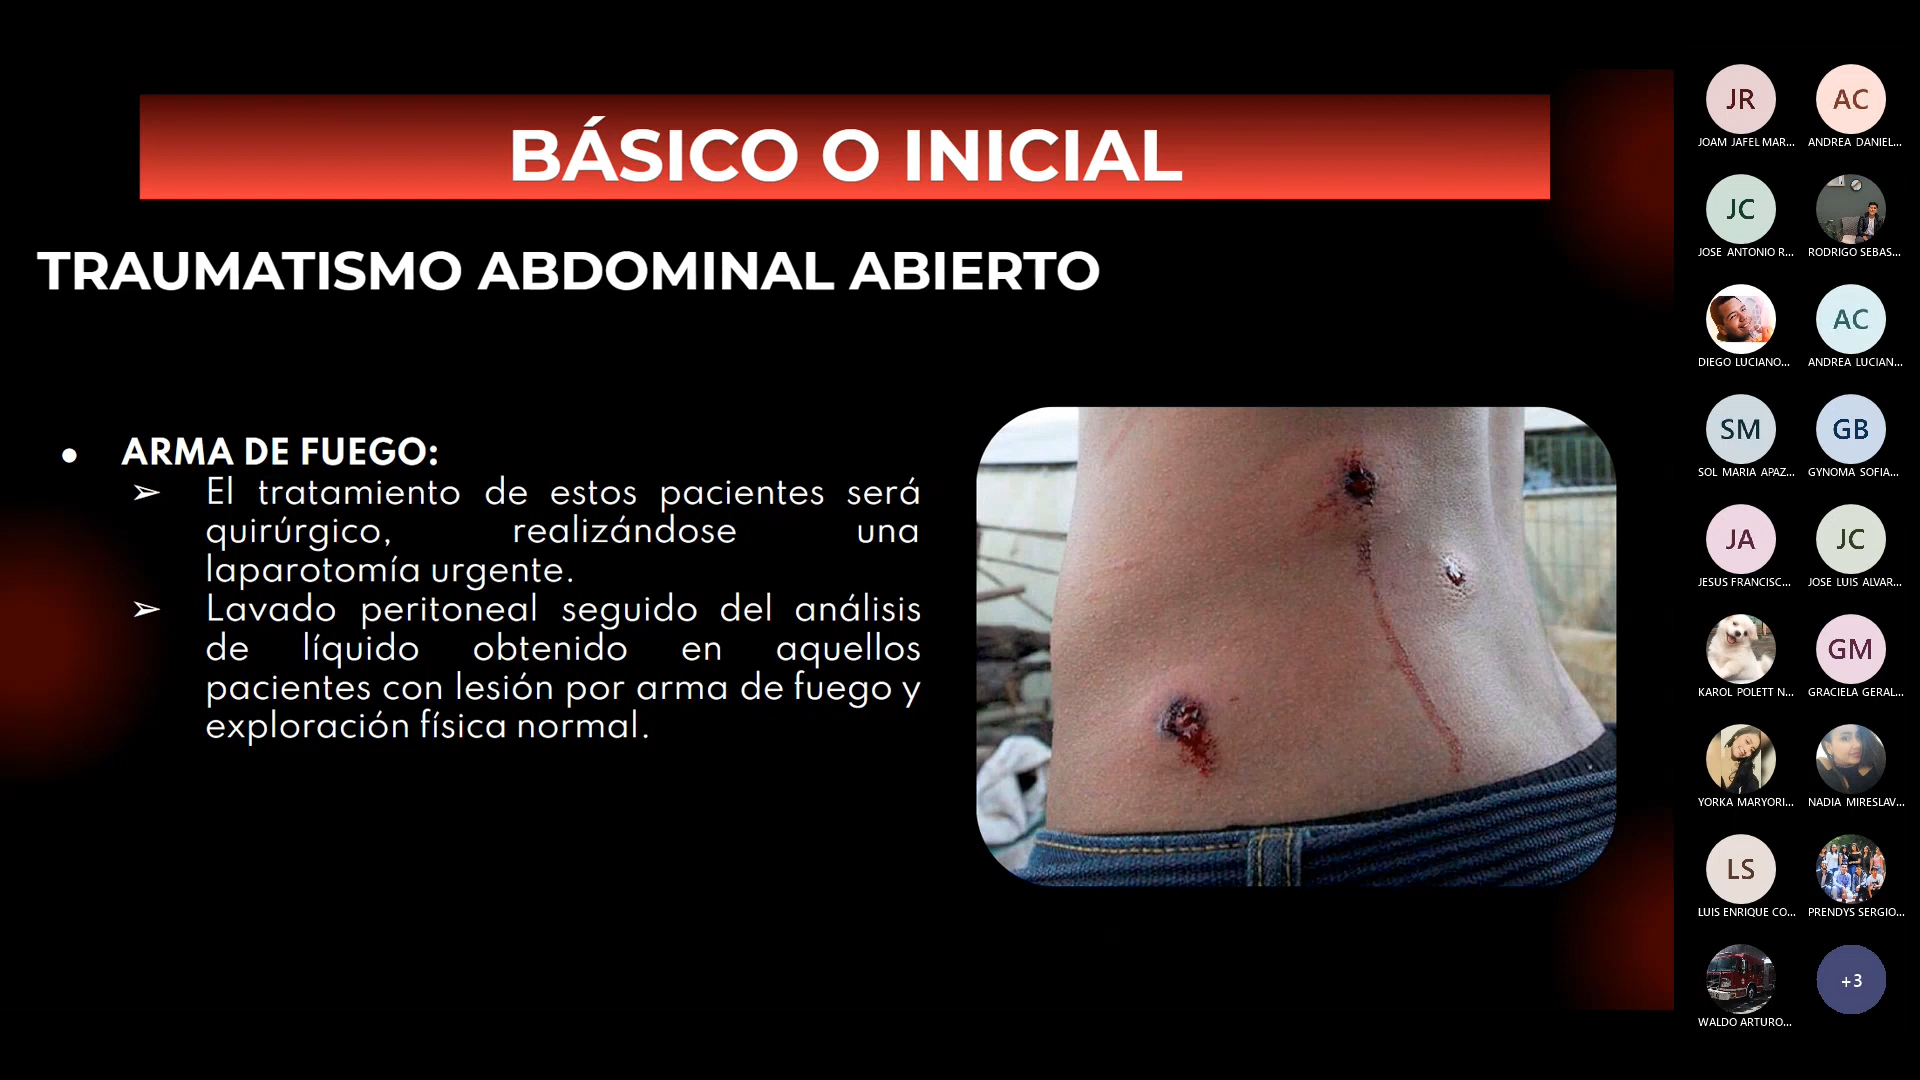 BÁSICO O INICIAL
TRAUMATISMO ABDOMINAL ABIERTO
● ARMA DE FUEGO:
➢ El tratamiento de estos pacientes será
quirúrgico, realizándose una
laparotomía urgente.
➢ Lavado peritoneal seguido del análisis
de líquido obtenido en aquellos
pacientes con lesión por arma de fuego y
exploración física normal.
JR
JOAM JAFEL MAR...
AC
ANDREA DANIEL...
JC
JOSE ANTONIO R...
RODRIGO SEBAS...
DIEGO LUCIANO...
AC
ANDREA LUCIAN...
SM
SOL MARIA APAZ...
GB
GYNOMA SOFIA...
JA
JESUS FRANCISC...
JC
JOSE LUIS ALVAR...
KAROL POLETT N...
GM
GRACIELA GERAL...
YORKA MARYORI...
NADIA MIRESLAV...
LS
LUIS ENRIQUE CO...
PRENDYS SERGIO...
WALDO ARTURO...
+3